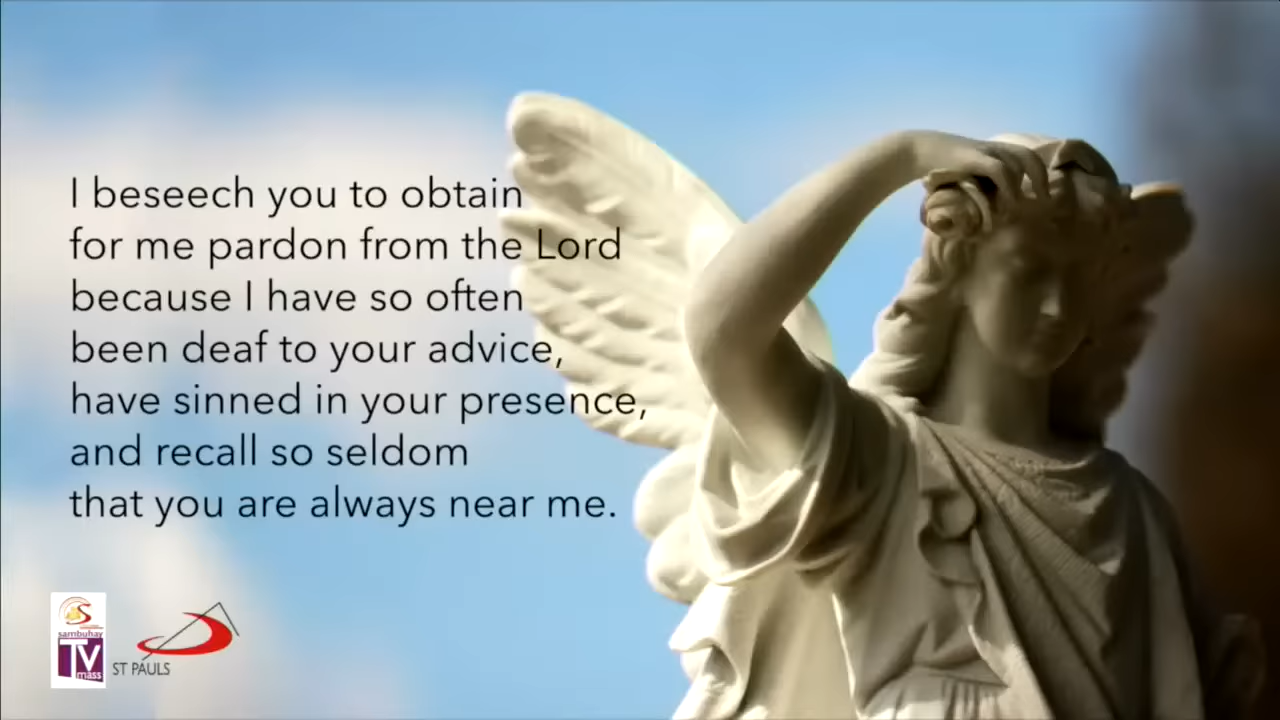 I beseech you to obtain
for me pardon from the Lord
because I have so often
been deaf to your advice,
have sinned in your presence,
and recall so seldom
that you are always near me.
sambuhay
TV
mass
ST PAULS